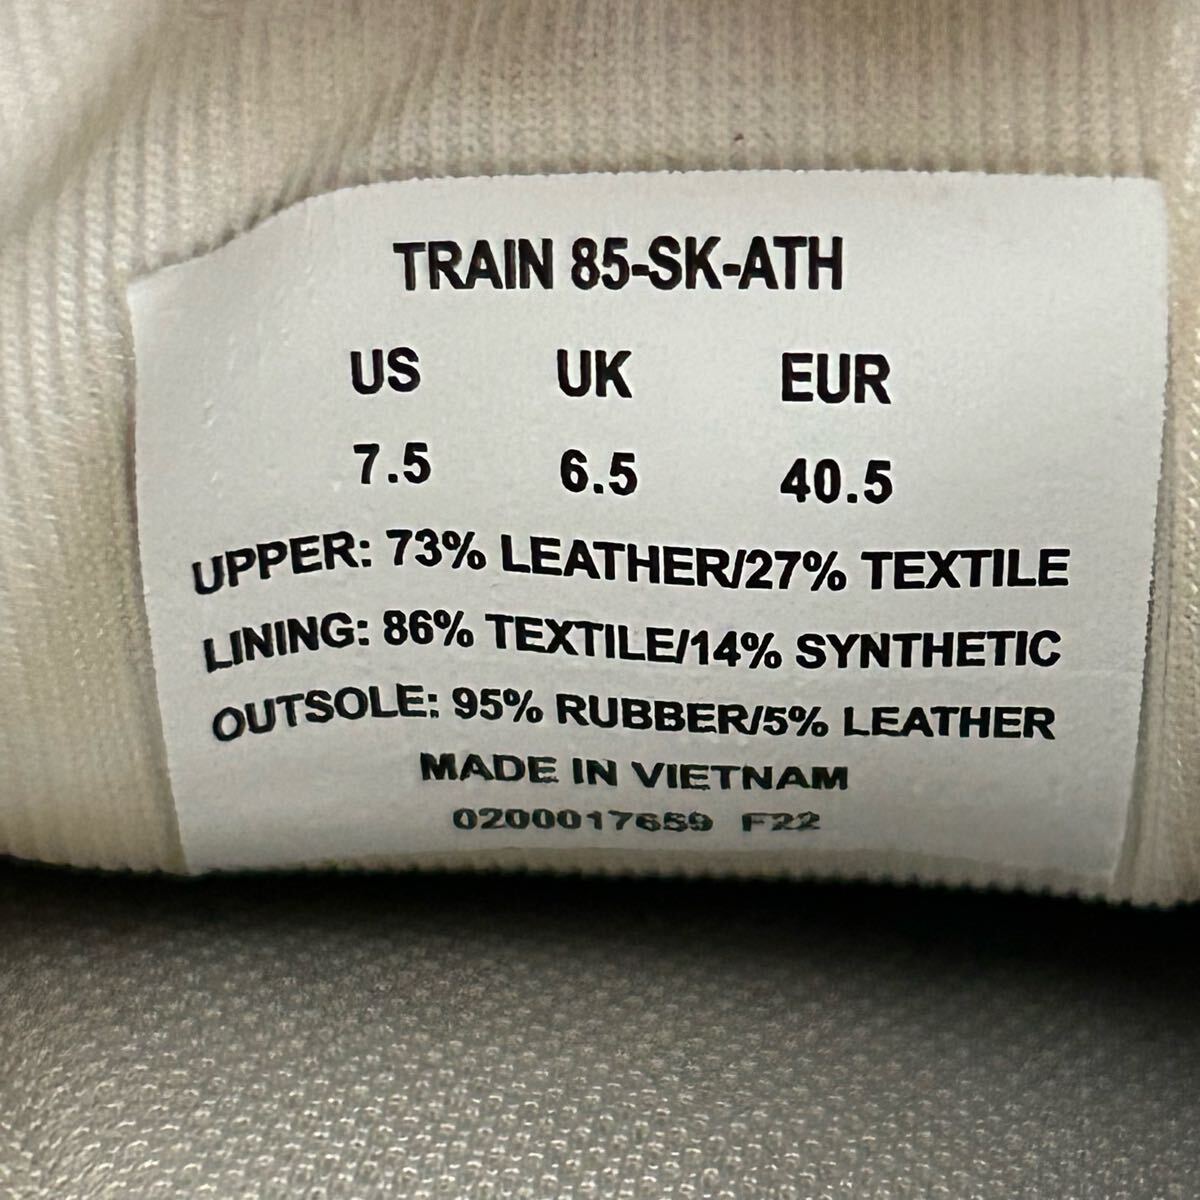 TRAIN 85-SK-ATH
US UK EUR
7.5 6.5 40.5
UPPER: 73% LEATHER/27% TEXTILE
LINING: 86% TEXTILE/14% SYNTHETIC
OUTSOLE: 95% RUBBER/5% LEATHER
MADE IN VIETNAM
0200017659 F22